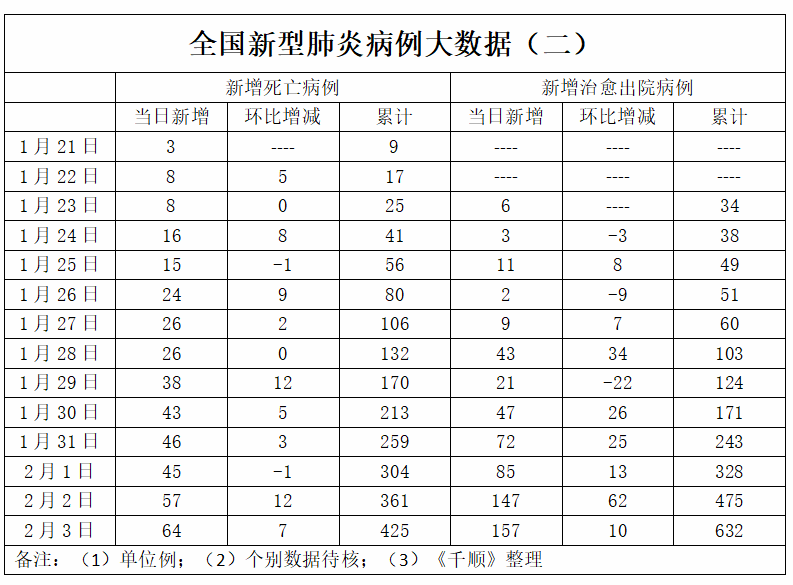 全国新型肺炎病例大数据（二）
新增死亡病例 新增治愈出院病例
当日新增 环比增减 累计 当日新增 环比增减 累计
1月21日 3 ---- 9 ---- ---- ----
1月22日 8 5 17 ---- ---- ----
1月23日 8 0 25 6 ---- 34
1月24日 16 8 41 3 -3 38
1月25日 15 -1 56 11 8 49
1月26日 24 9 80 2 -9 51
1月27日 26 2 106 9 7 60
1月28日 26 0 132 43 34 103
1月29日 38 12 170 21 -22 124
1月30日 43 5 213 47 26 171
1月31日 46 3 259 72 25 243
2月1日 45 -1 304 85 13 328
2月2日 57 12 361 147 62 475
2月3日 64 7 425 157 10 632
备注：（1）单位例；（2）个别数据待核；（3）《千顺》整理